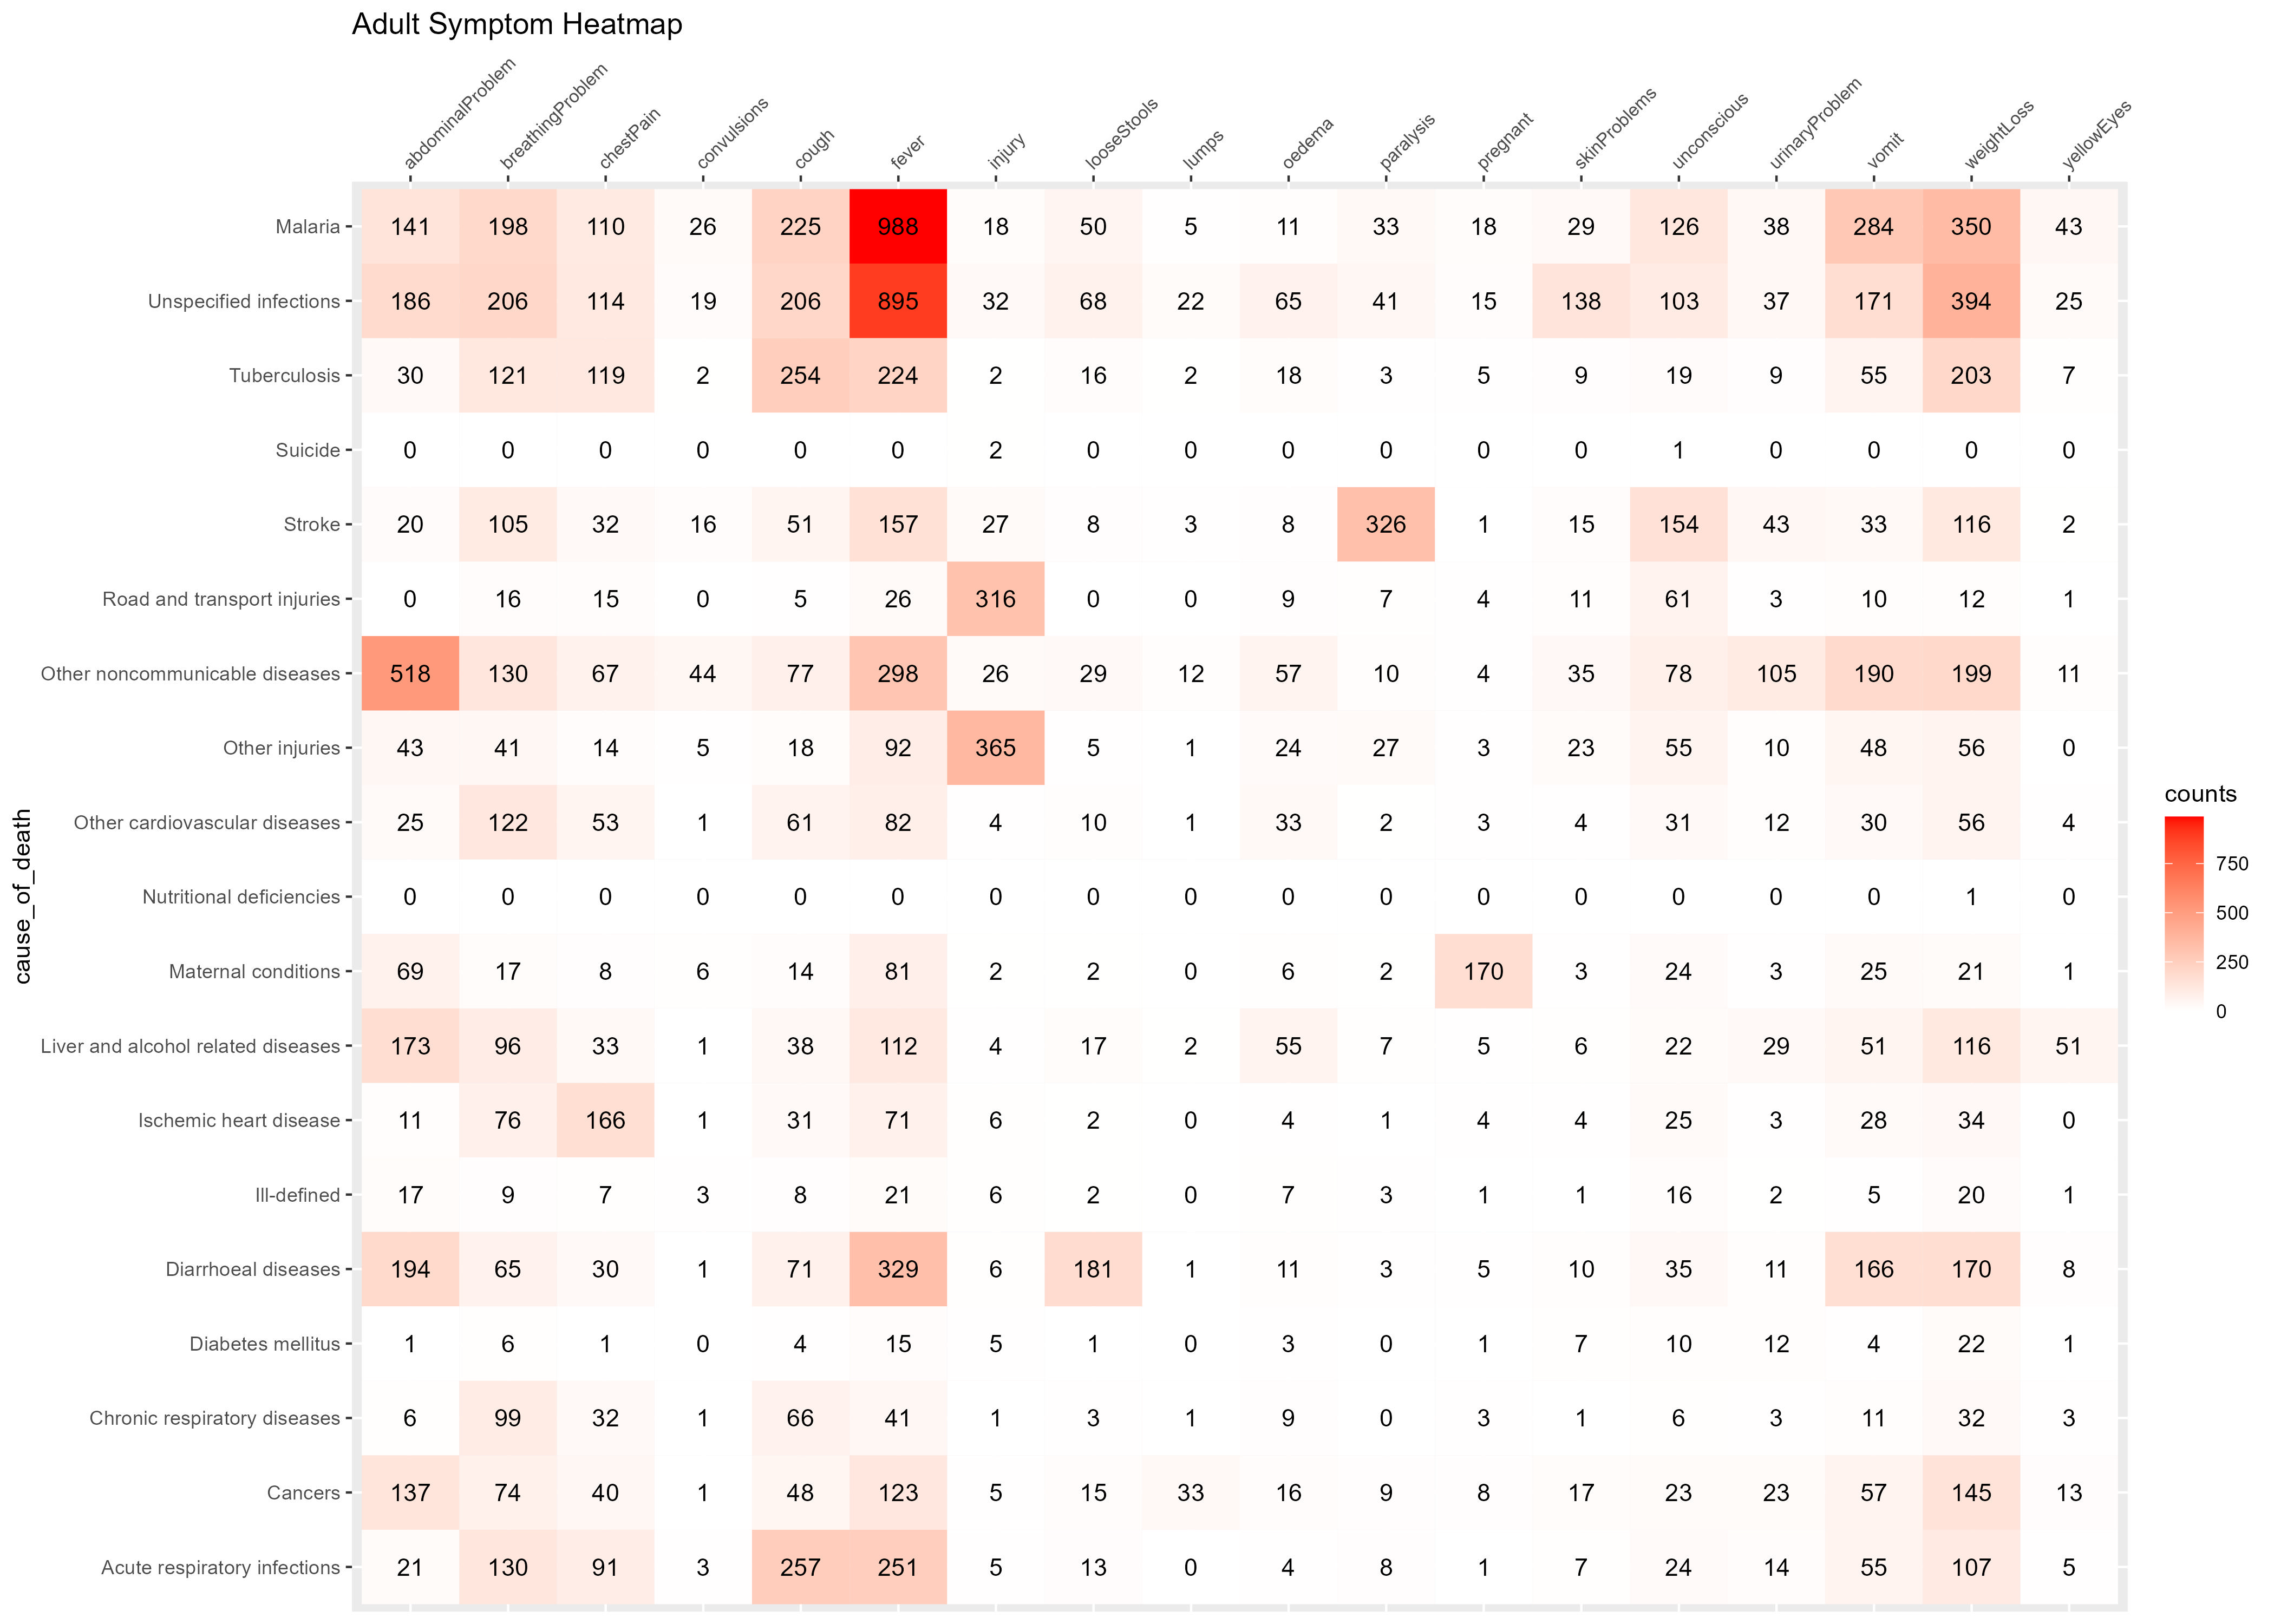 Adult Symptom Heatmap
abdominalProblem breathingProblem chestPain convulsions cough fever injury looseStools lumps oedema paralysis pregnant skinProblems unconscious urinaryProblem vomit weightLoss yellowEyes
Malaria 141 198 110 26 225 988 18 50 5 11 33 18 29 126 38 284 350 43
Unspecified infections 186 206 114 19 206 895 32 68 22 65 41 15 138 103 37 171 394 25
Tuberculosis 30 121 119 2 254 224 2 16 2 18 3 5 9 19 9 55 203 7
Suicide 0 0 0 0 0 0 2 0 0 0 0 0 0 1 0 0 0 0
Stroke 20 105 32 16 51 157 27 8 3 8 326 1 15 154 43 33 116 2
Road and transport injuries 0 16 15 0 5 26 316 0 0 9 7 4 11 61 3 10 12 1
Other noncommunicable diseases 518 130 67 44 77 298 26 29 12 57 10 4 35 78 105 190 199 11
Other injuries 43 41 14 5 18 92 365 5 1 24 27 3 23 55 10 48 56 0
Other cardiovascular diseases 25 122 53 1 61 82 4 10 1 33 2 3 4 31 12 30 56 4
Nutritional deficiencies 0 0 0 0 0 0 0 0 0 0 0 0 0 0 0 0 1 0
Maternal conditions 69 17 8 6 14 81 2 2 0 6 2 170 3 24 3 25 21 1
Liver and alcohol related diseases 173 96 33 1 38 112 4 17 2 55 7 5 6 22 29 51 116 51
Ischemic heart disease 11 76 166 1 31 71 6 2 0 4 1 4 4 25 3 28 34 0
Ill-defined 17 9 7 3 8 21 6 2 0 7 3 1 1 16 2 5 20 1
Diarrhoeal diseases 194 65 30 1 71 329 6 181 1 11 3 5 10 35 11 166 170 8
Diabetes mellitus 1 6 1 0 4 15 5 1 0 3 0 1 7 10 12 4 22 1
Chronic respiratory diseases 6 99 32 1 66 41 1 3 1 9 0 3 1 6 3 11 32 3
Cancers 137 74 40 1 48 123 5 15 33 16 9 8 17 23 23 57 145 13
Acute respiratory infections 21 130 91 3 257 251 5 13 0 4 8 1 7 24 14 55 107 5
cause_of_death
counts
750
500
250
0